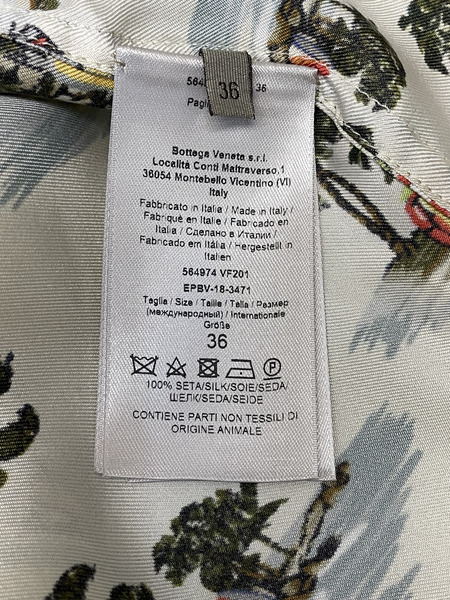 36
36
Bottega Veneta s.r.l.
Località Conti Maltraverso,1
36054 Montebello Vicentino (VI)
Italy
Fabbricato in Italia / Made in Italy /
Fabriqué en Italie / Fabricado en
Italia / Сделано в Италии /
Fabricado em Itália / Hergestellt in
Italien
564974 VF201
EPBV-18-3471
Taglia / Size / Taille / Talla / Размер
(международный) / Internationale
Größe
36
P
100% SETA/SILK/SOIE/SEDA/
ШЕЛК/SEDA/SEIDE
CONTIENE PARTI NON TESSILI DI
ORIGINE ANIMALE